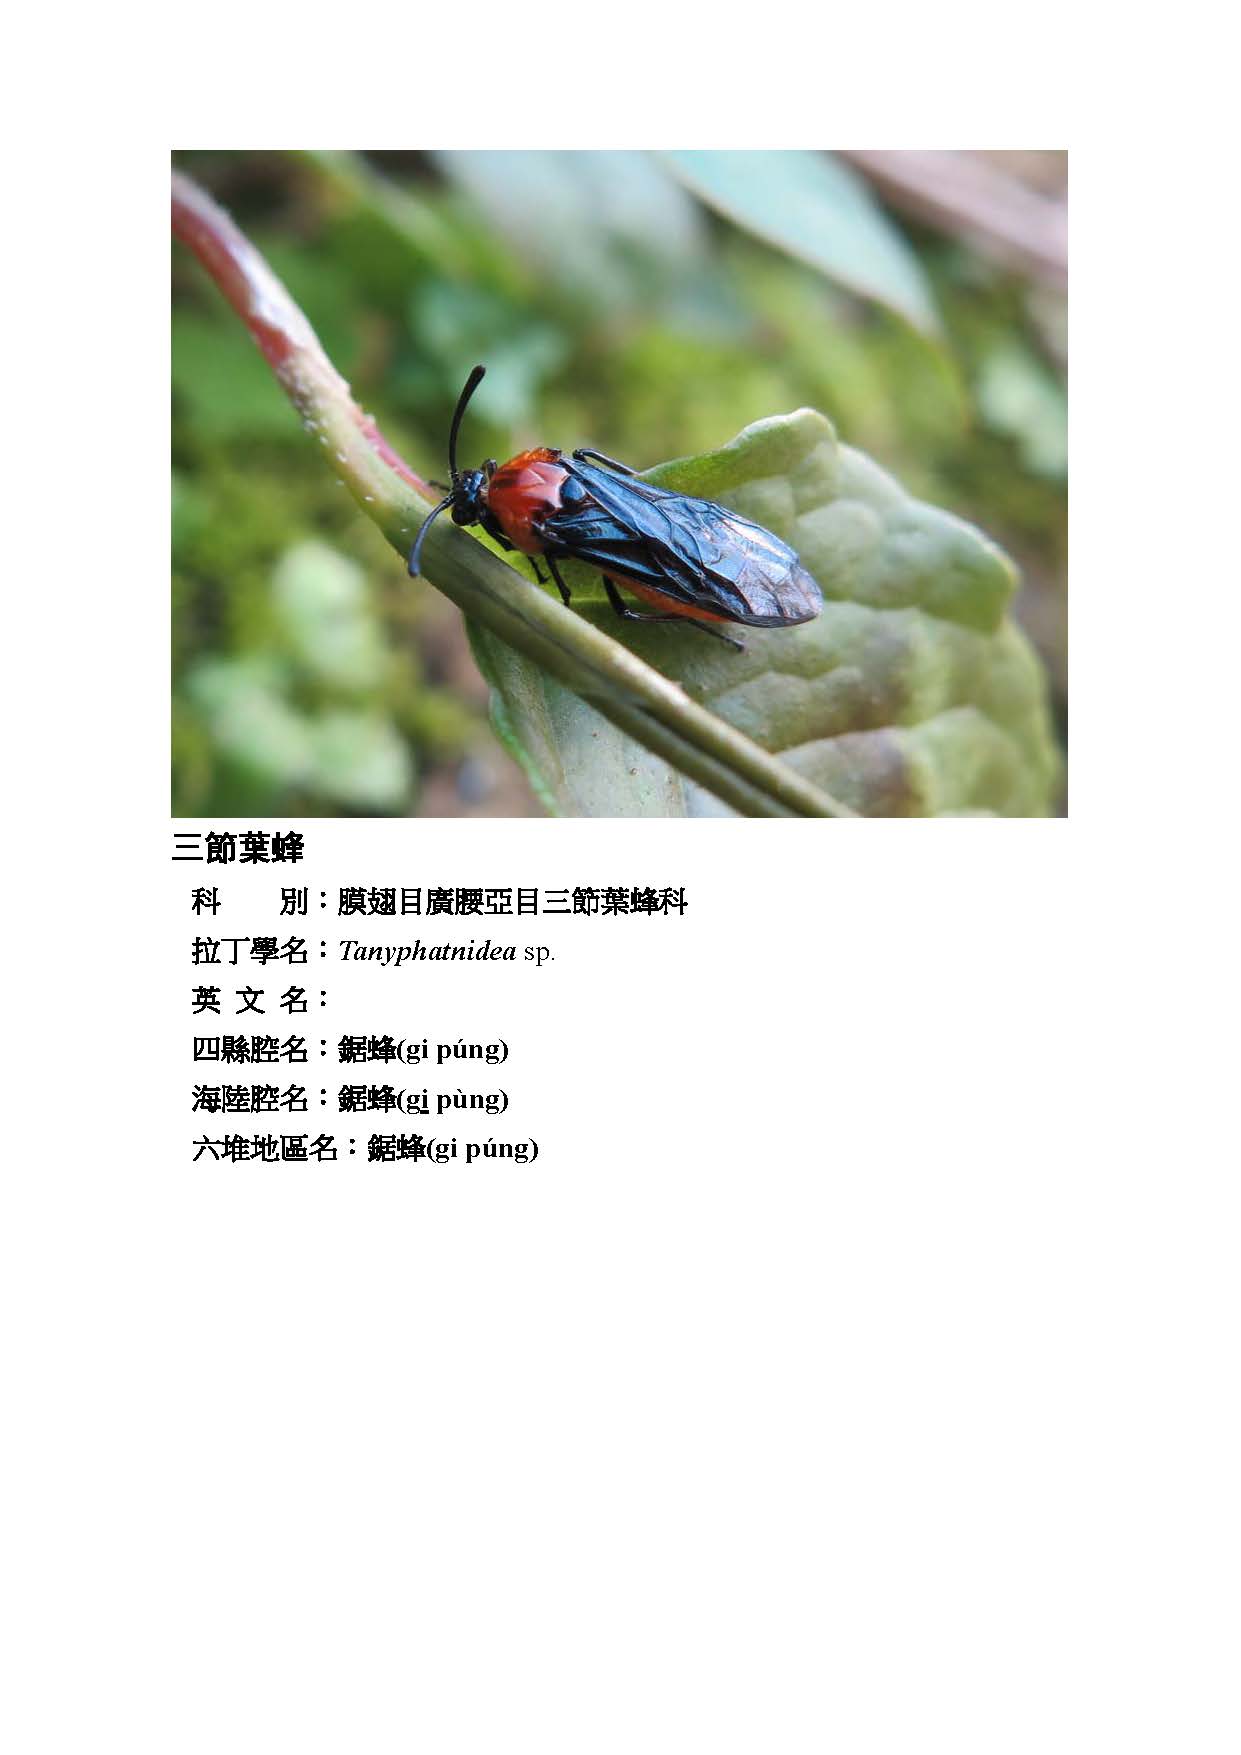 三節葉蜂
科　　別：膜翅目廣腰亞目三節葉蜂科
拉丁學名：Tanyphatnidea sp.
英 文 名：
四縣腔名：鋸蜂(gi púng)
海陸腔名：鋸蜂(gi̲ pùng)
六堆地區名：鋸蜂(gi púng)